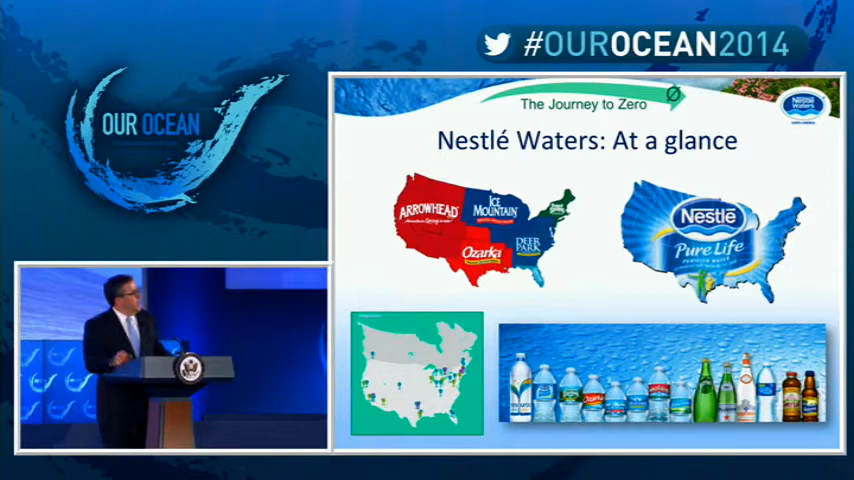 #OUROCEAN2014
OUR OCEAN
The Journey to Zero
Nestlé
Waters
Nestlé Waters: At a glance
ARROWHEAD
ICE
MOUNTAIN
Ozarka
DEER
PARK
Nestlé
Pure Life